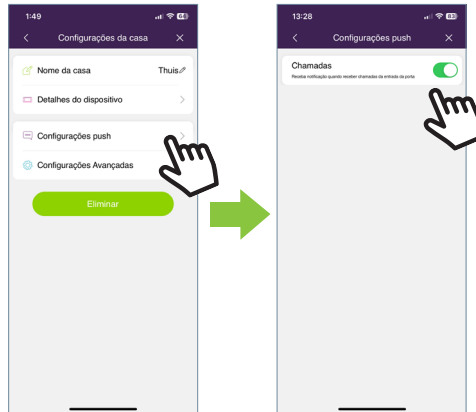 1:49
Configurações da casa
Nome da casa Thuis
Detalhes do dispositivo
Configurações push
Configurações Avançadas
Eliminar
13:28
Configurações push
Chamadas
Receba notificação quando receber chamadas da entrada da porta